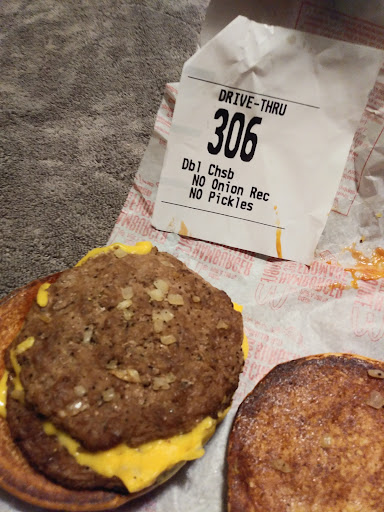 DRIVE-THRU
306
Dbl Chsb
NO Onion Rec
NO Pickles